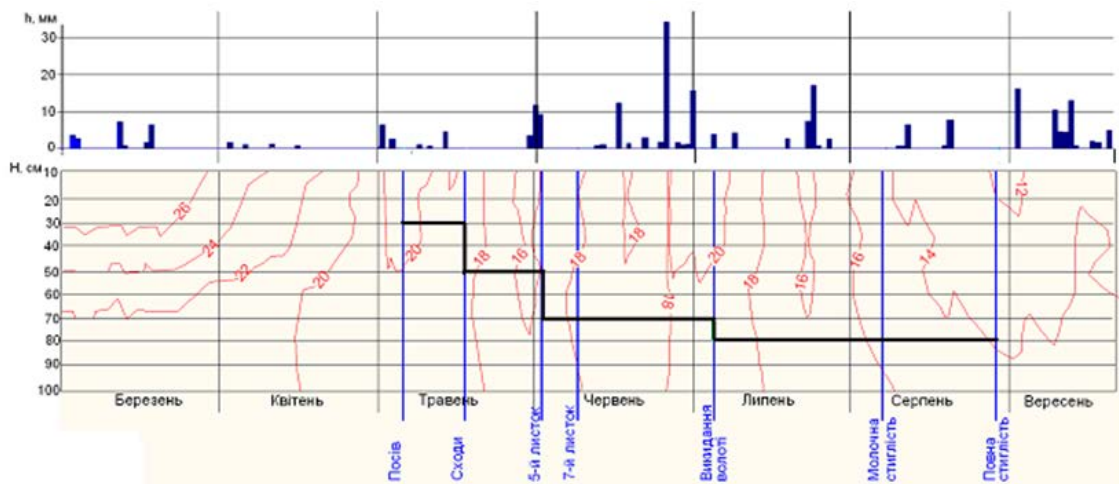 h, мм
30
20
10
0
H, см
10
20
30
40
50
60
70
80
90
100
26
24
22
20
20
18
16
18
18
18
20
18
16
16
14
12
Березень
Квітень
Травень
Червень
Липень
Серпень
Вересень
Посів
Сходи
5-й листок
7-й листок
Викидання
волоті
Молочна
стиглість
Повна
стиглість